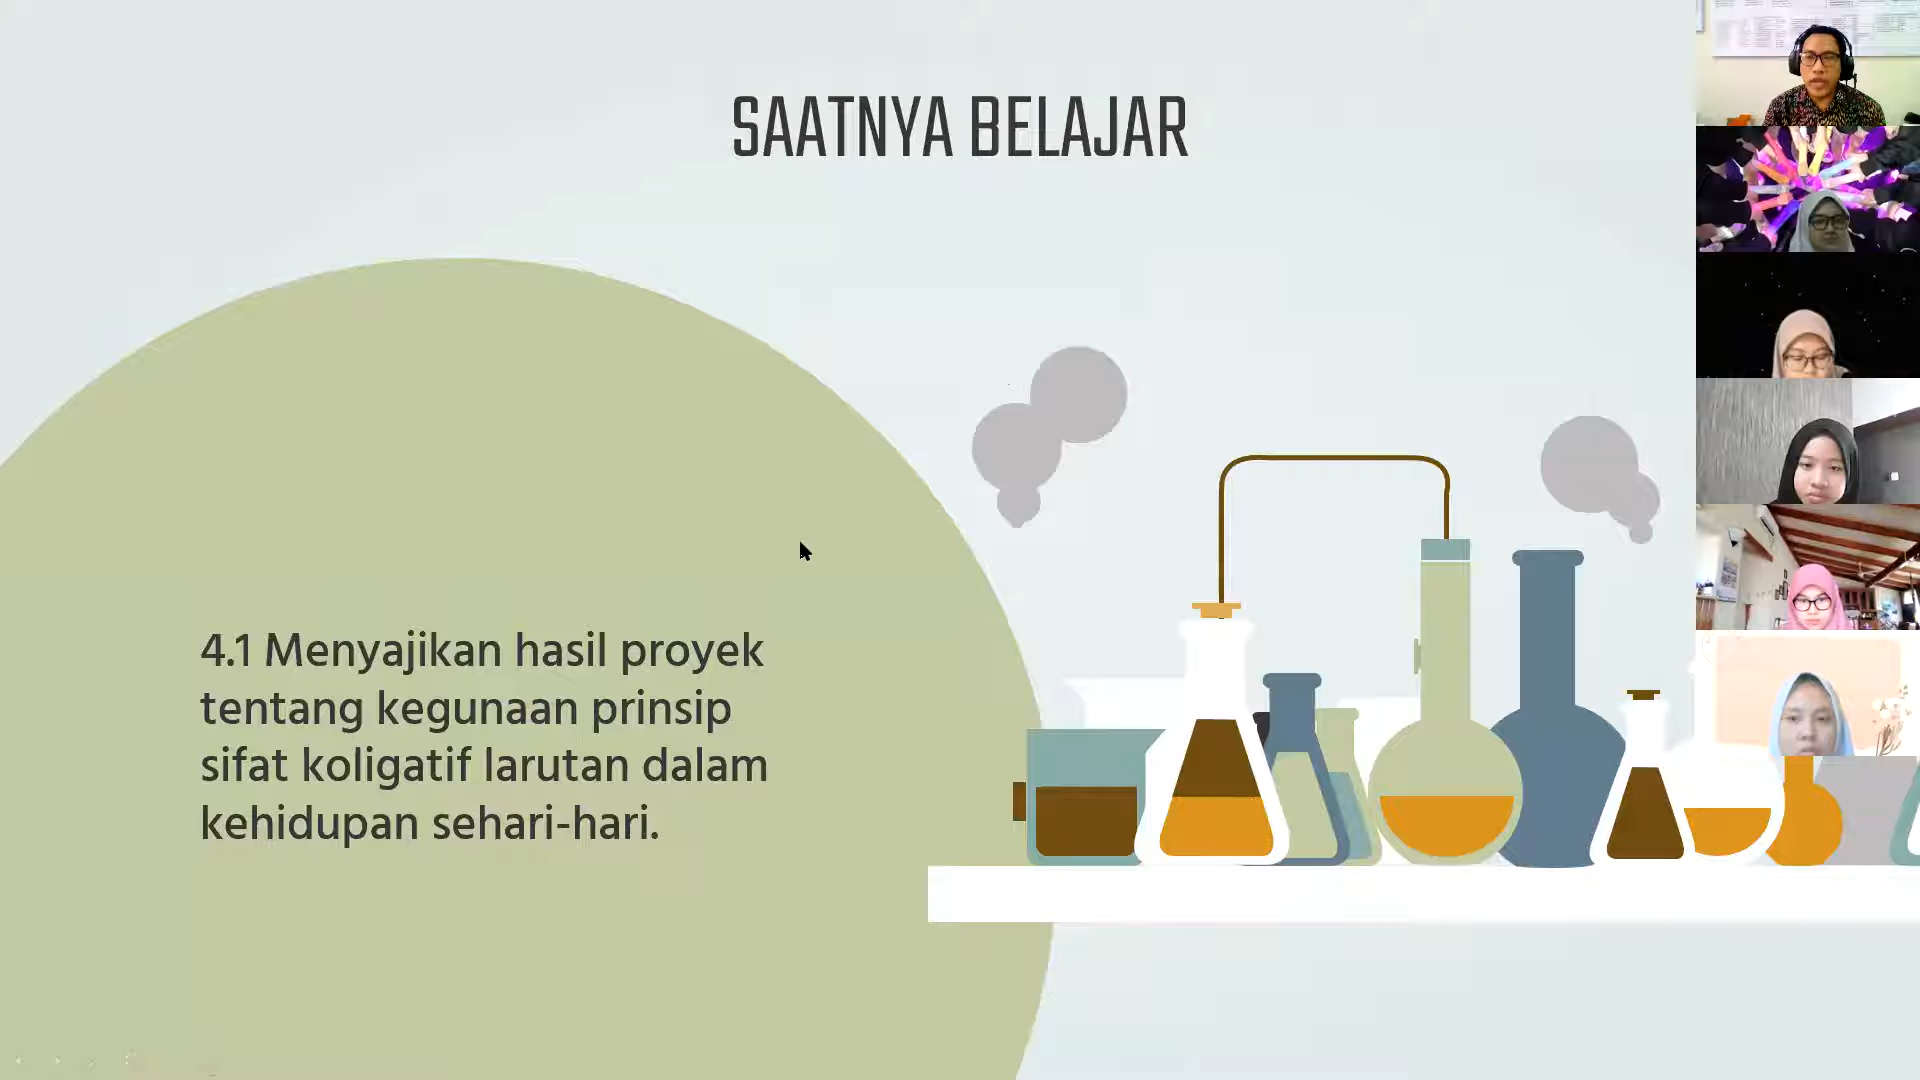 SAATNYA BELAJAR
4.1 Menyajikan hasil proyek
tentang kegunaan prinsip
sifat koligatif larutan dalam
kehidupan sehari-hari.